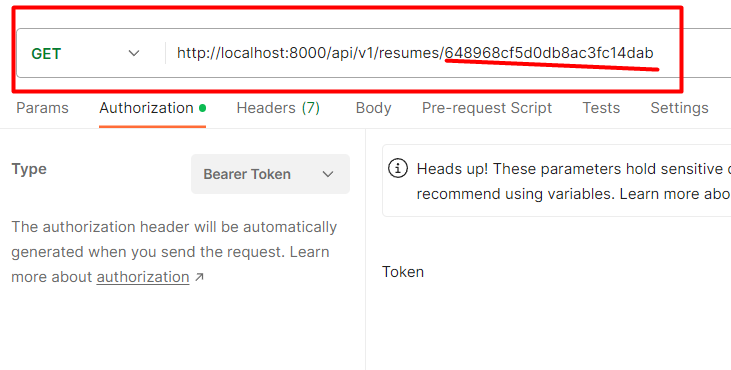 GET http://localhost:8000/api/v1/resumes/648968cf5d0db8ac3fc14dab
Params Authorization Headers (7) Body Pre-request Script Tests Settings
Type Bearer Token
The authorization header will be automatically
generated when you send the request. Learn
more about authorization ↗
Heads up! These parameters hold sensitive
recommend using variables. Learn more abo
Token